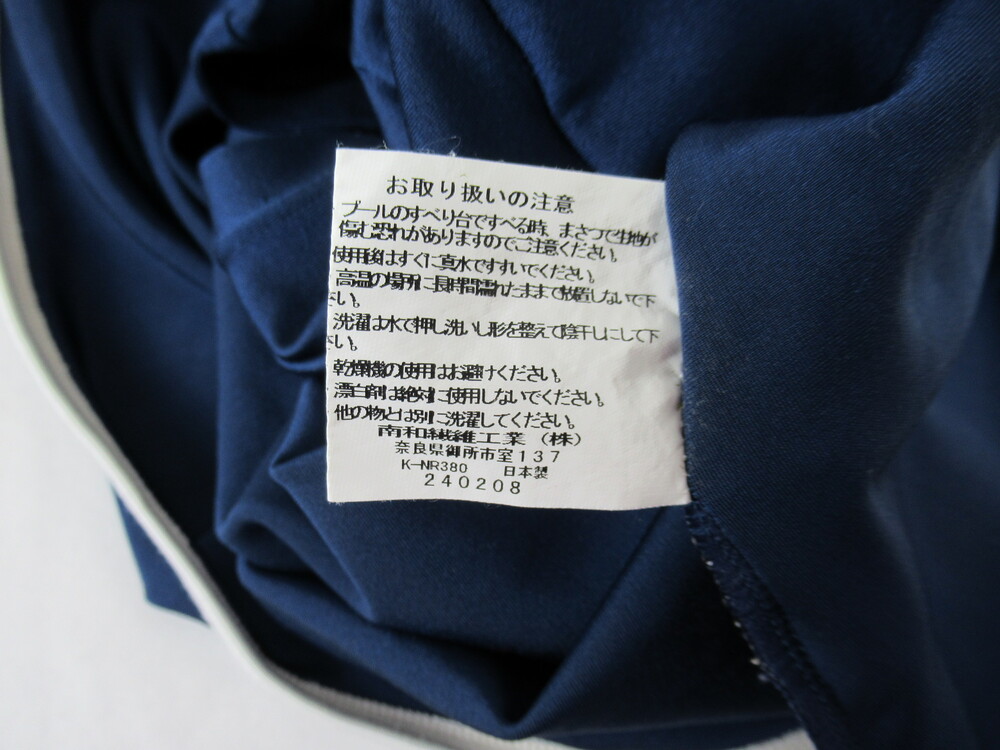 お取り扱いの注意
プールのすべり台ですべる時、まさつで生地が
傷む恐れがありますのでご注意ください。
使用後はすぐに真水ですすいでください。
高温の場所に長時間濡れたままで放置しないで下
さい。
洗濯は水で押し洗いし形を整えて陰干しにして下
さい。
乾燥機の使用はお避けください。
漂白剤は絶対に使用しないでください。
他の物とは別に洗濯してください。
南和繊維工業（株）
奈良県御所市室137
K-NR380 日本製
240208